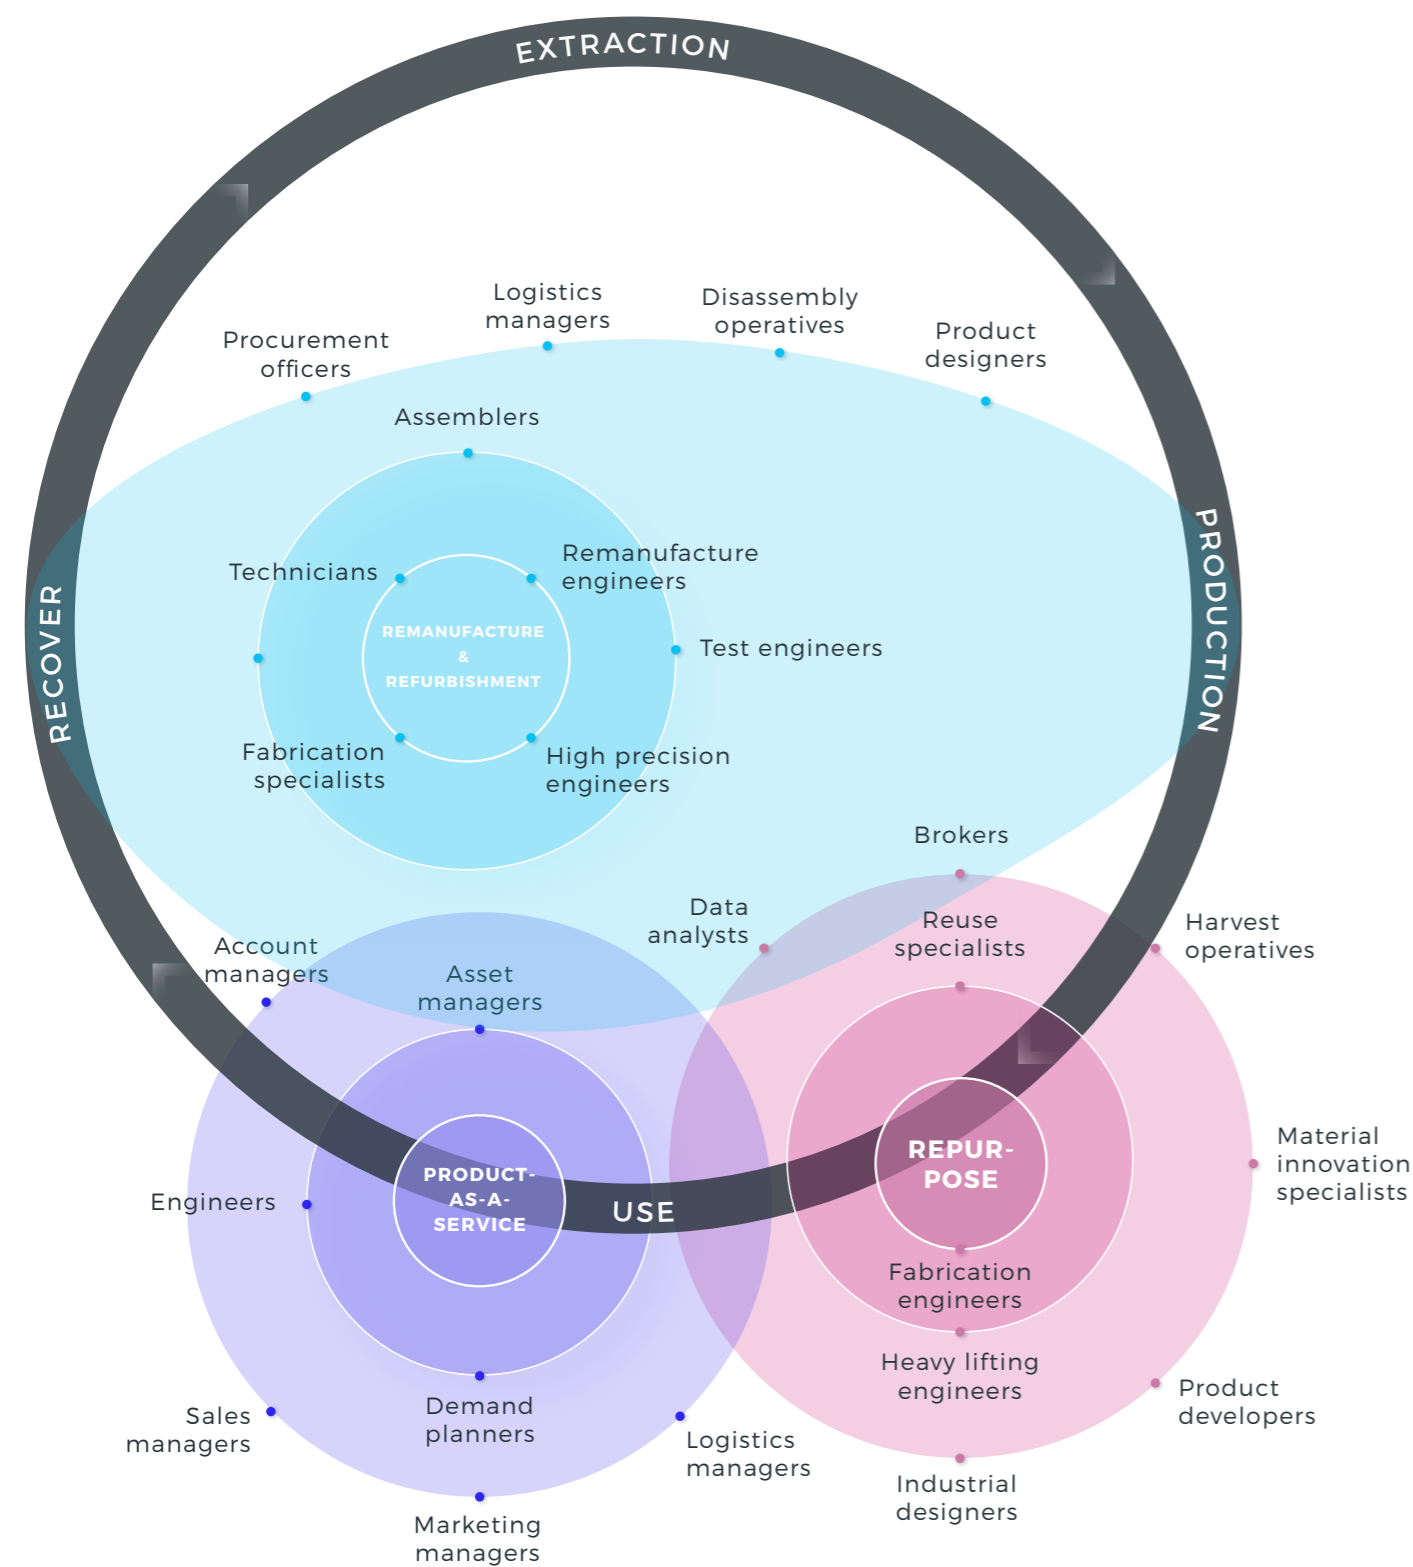 EXTRACTION
Logistics
managers
Disassembly
operatives
Procurement
officers
Product
designers
Assemblers
Technicians
Remanufacture
engineers
REMANUFACTURE
&
REFURBISHMENT
Test engineers
RECOVER
PRODUCTION
Fabrication
specialists
High precision
engineers
Brokers
Data
analysts
Reuse
specialists
Harvest
operatives
Account
managers
Asset
managers
Material
innovation
specialists
REPUR-
POSE
PRODUCT-
AS-A-
SERVICE
Engineers
USE
Fabrication
engineers
Heavy lifting
engineers
Product
developers
Demand
planners
Sales
managers
Logistics
managers
Industrial
designers
Marketing
managers